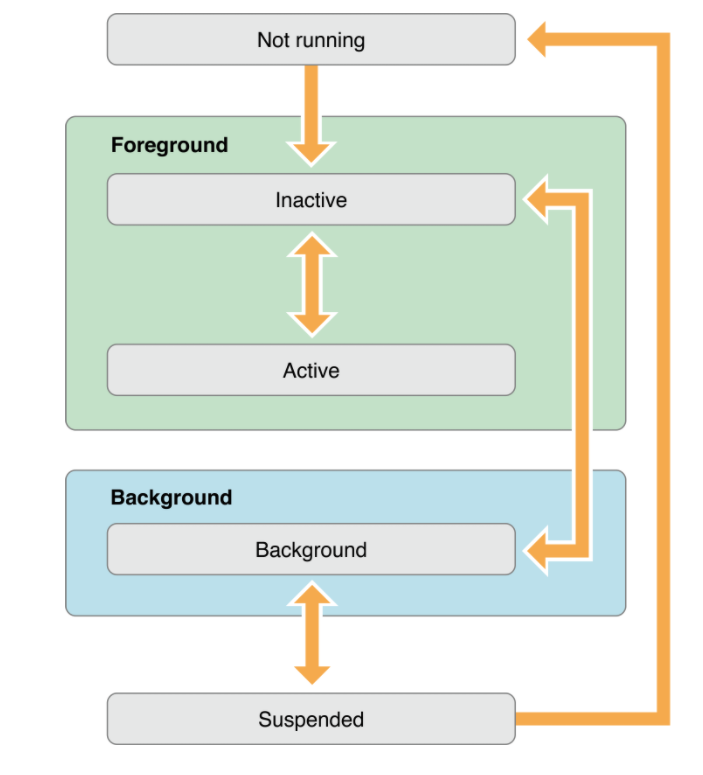 Not running
Foreground
Inactive
Active
Background
Background
Suspended